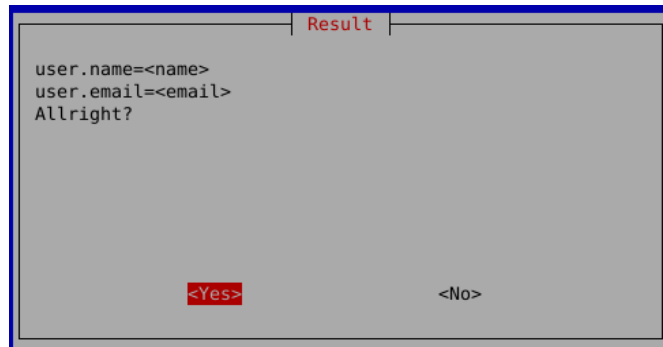 Result
user.name=<name>
user.email=<email>
Allright?
<Yes> <No>